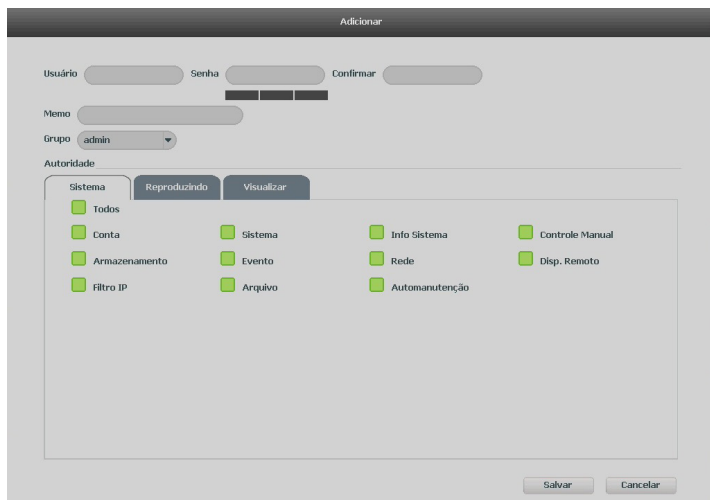 Adicionar
Usuário Senha Confirmar
Memo
Grupo admin
Autoridade
Sistema Reproduzindo Visualizar
Todos
Conta Sistema Info Sistema Controle Manual
Armazenamento Evento Rede Disp. Remoto
Filtro IP Arquivo Automanutenção
Salvar Cancelar